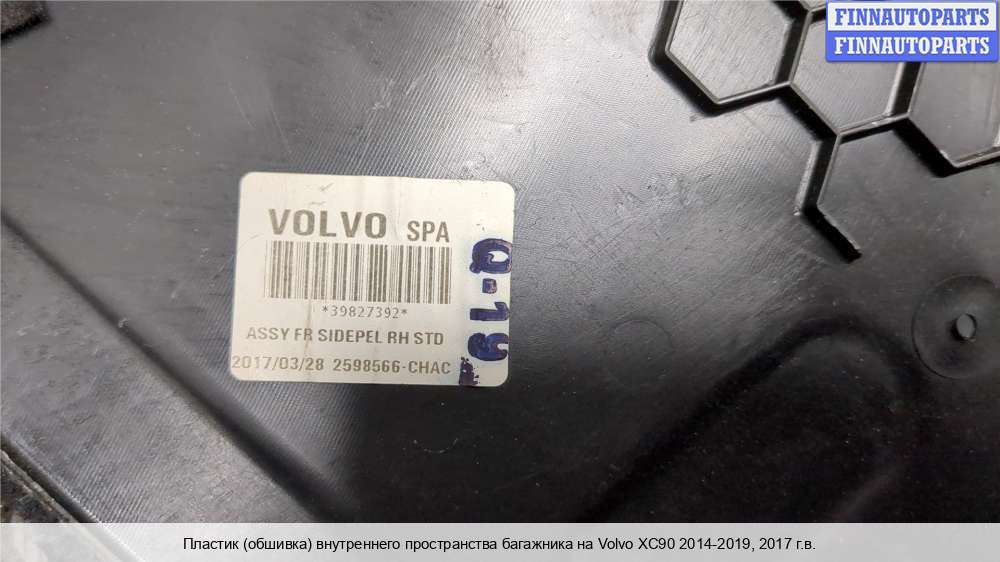 FINNAUTOPARTS
FINNAUTOPARTS
VOLVO SPA
*39827392*
ASSY FR SIDEPEL RH STD
2017/03/28 2598566-CHAC
Q-19
Пластик (обшивка) внутреннего пространства багажника на Volvo XC90 2014-2019, 2017 г.в.